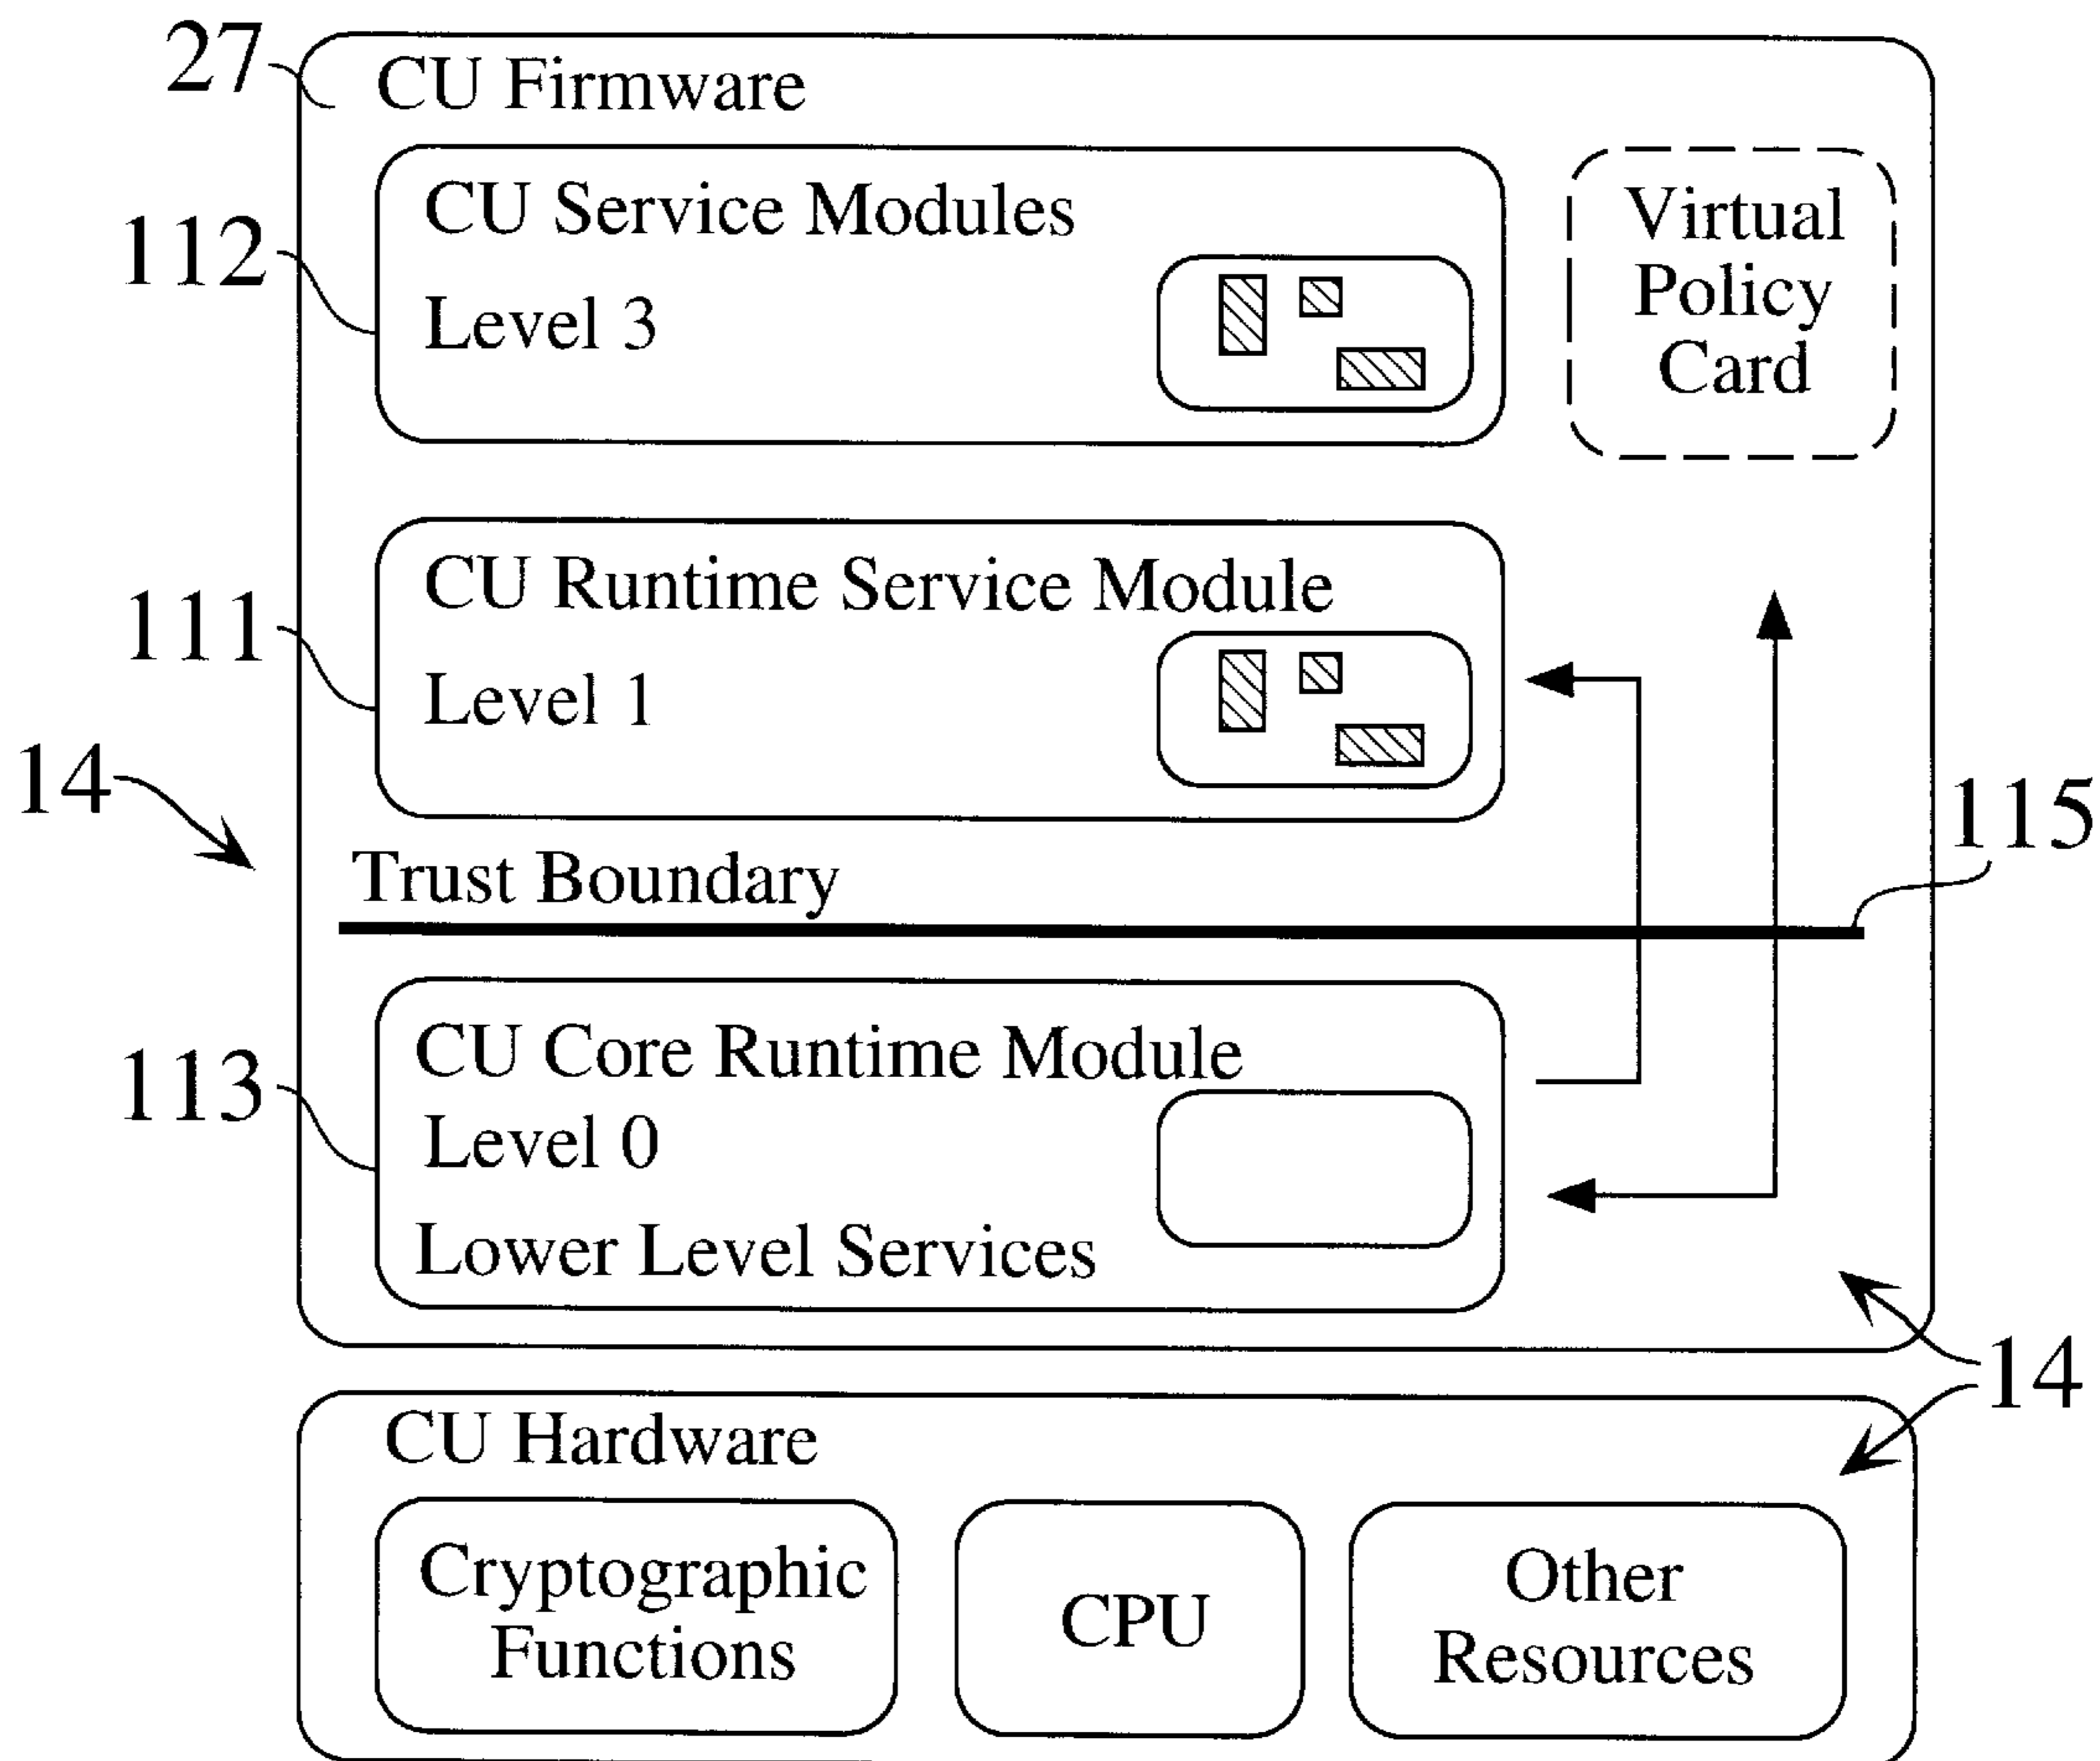 27
CU Firmware
112
CU Service Modules
Level 3
Virtual
Policy
Card
111
CU Runtime Service Module
Level 1
14
Trust Boundary
115
113
CU Core Runtime Module
Level 0
Lower Level Services
14
CU Hardware
Cryptographic
Functions
CPU
Other
Resources